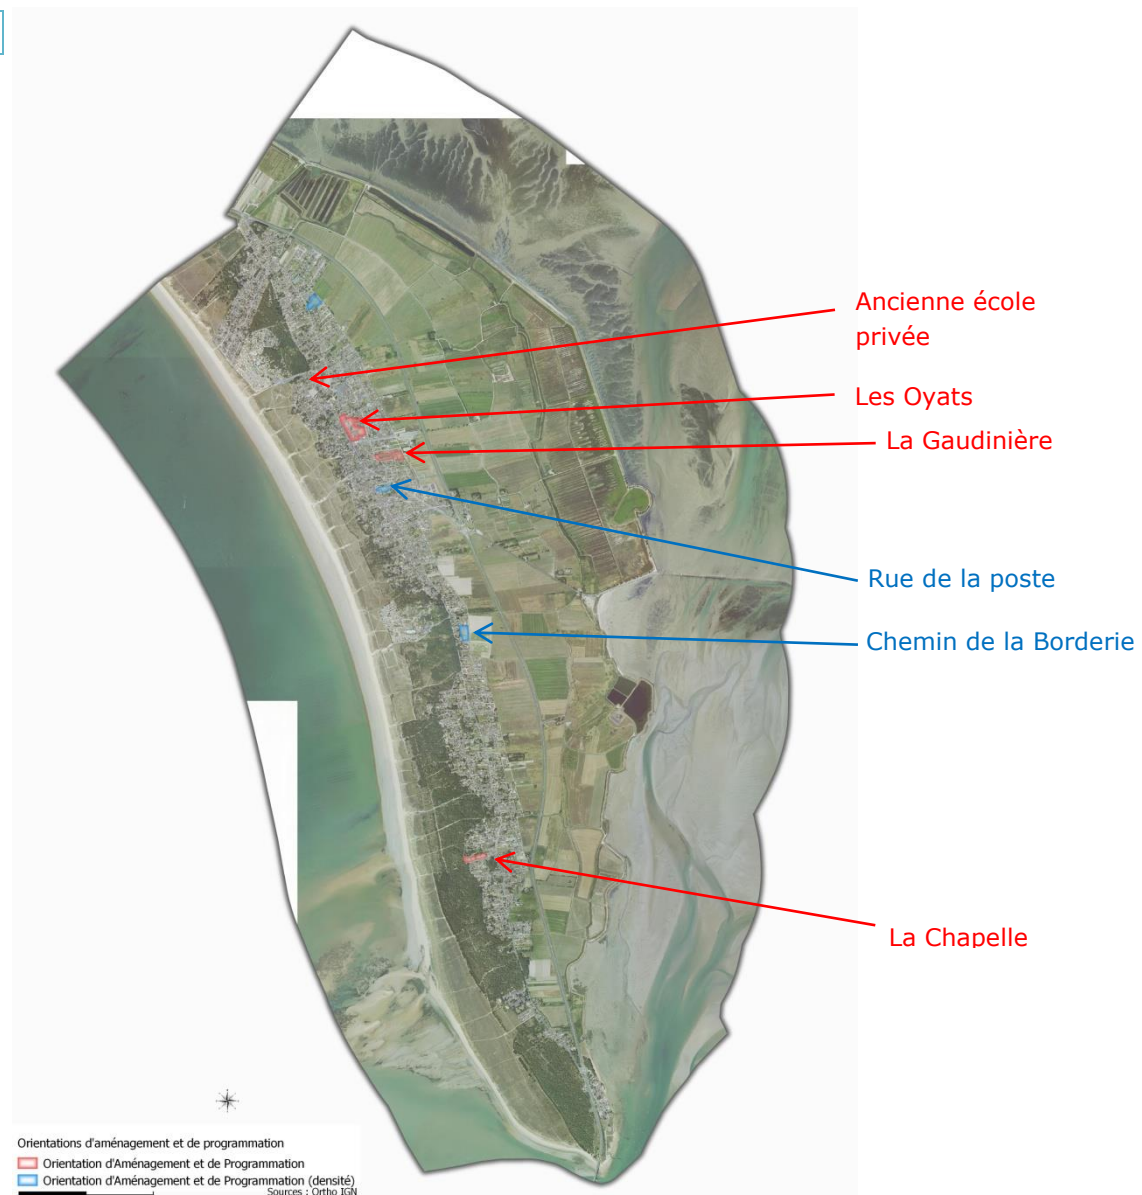 Ancienne école
privée
Les Oyats
La Gaudinière
Rue de la poste
Chemin de la Borderie
La Chapelle
Orientations d'aménagement et de programmation
Orientation d'Aménagement et de Programmation
Orientation d'Aménagement et de Programmation (densité)
Sources : Ortho IGN